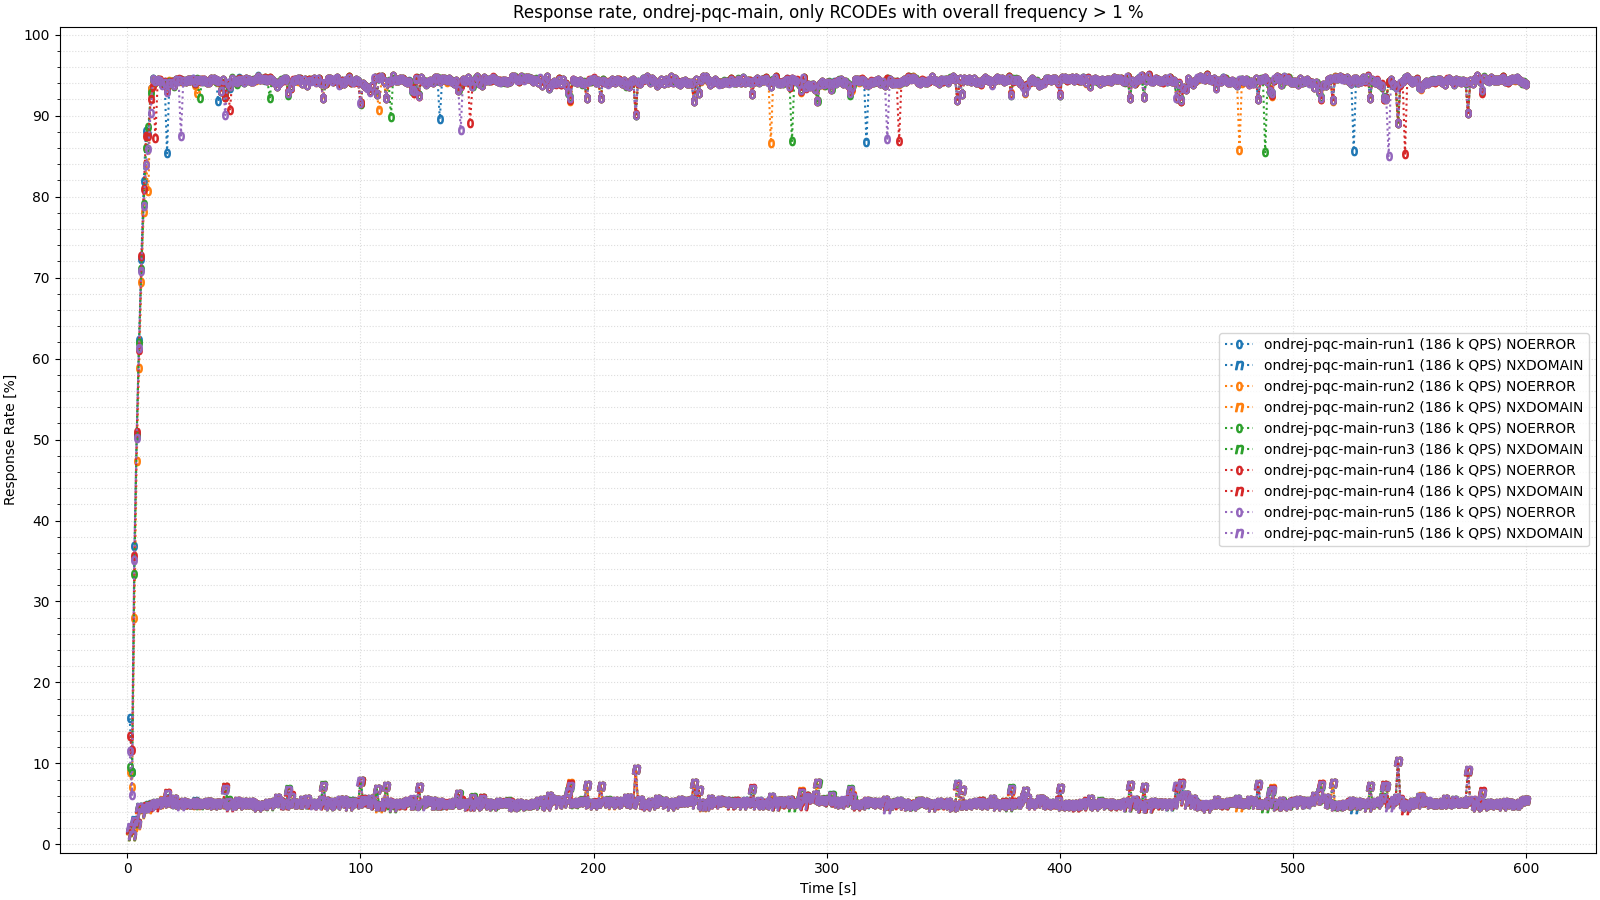 Response rate, ondrej-pqc-main, only RCODEs with overall frequency > 1 %
Response Rate [%]
100
90
80
70
60
50
40
30
20
10
0
ondrej-pqc-main-run1 (186 k QPS) NOERROR
ondrej-pqc-main-run1 (186 k QPS) NXDOMAIN
ondrej-pqc-main-run2 (186 k QPS) NOERROR
ondrej-pqc-main-run2 (186 k QPS) NXDOMAIN
ondrej-pqc-main-run3 (186 k QPS) NOERROR
ondrej-pqc-main-run3 (186 k QPS) NXDOMAIN
ondrej-pqc-main-run4 (186 k QPS) NOERROR
ondrej-pqc-main-run4 (186 k QPS) NXDOMAIN
ondrej-pqc-main-run5 (186 k QPS) NOERROR
ondrej-pqc-main-run5 (186 k QPS) NXDOMAIN
0 100 200 300 400 500 600
Time [s]